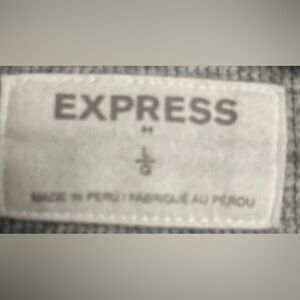 EXPRESS
L/G
MADE IN PERU / FABRIQUÉ AU PÉROU